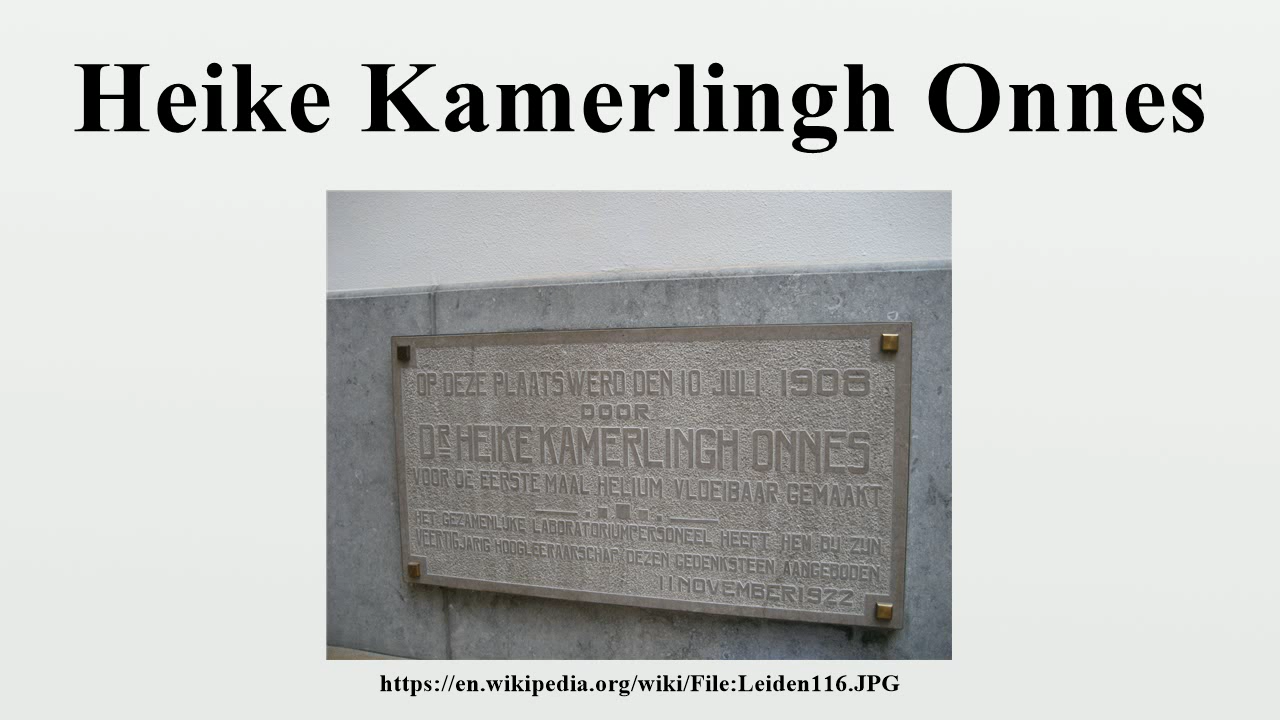 Heike Kamerlingh Onnes
OP DEZE PLAATS WERD DEN 10 JULI 1908
DOOR
DR HEIKE KAMERLINGH ONNES
VOOR DE EERSTE MAAL HELIUM VLOEIBAAR GEMAAKT
HET GEZAMENLIJKE LABORATORIUMPERSONEEL HEEFT HEM BIJ ZIJN
VEERTIGJARIG HOOGLEERAARSCHAP DEZEN GEDENKSTEEN AANGEBODEN
11 NOVEMBER 1922
https://en.wikipedia.org/wiki/File:Leiden116.JPG